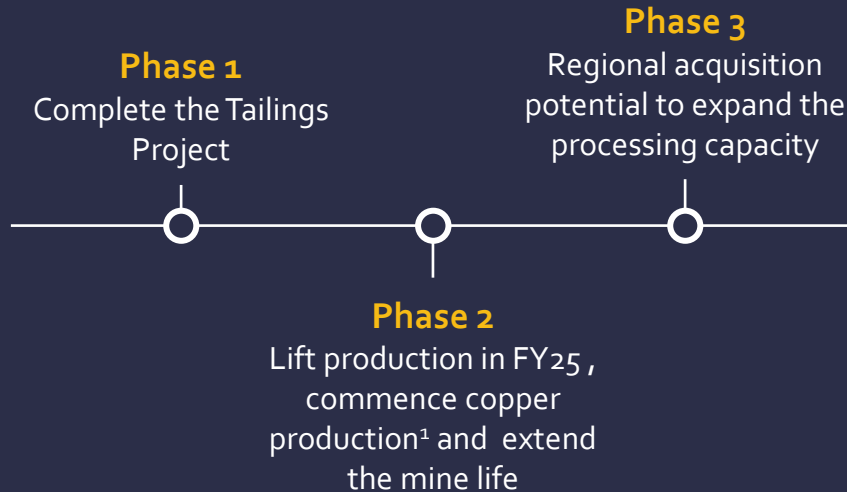 Phase 1
Complete the Tailings
Project
Phase 2
Lift production in FY25 ,
commence copper
production¹ and extend
the mine life
Phase 3
Regional acquisition
potential to expand the
processing capacity